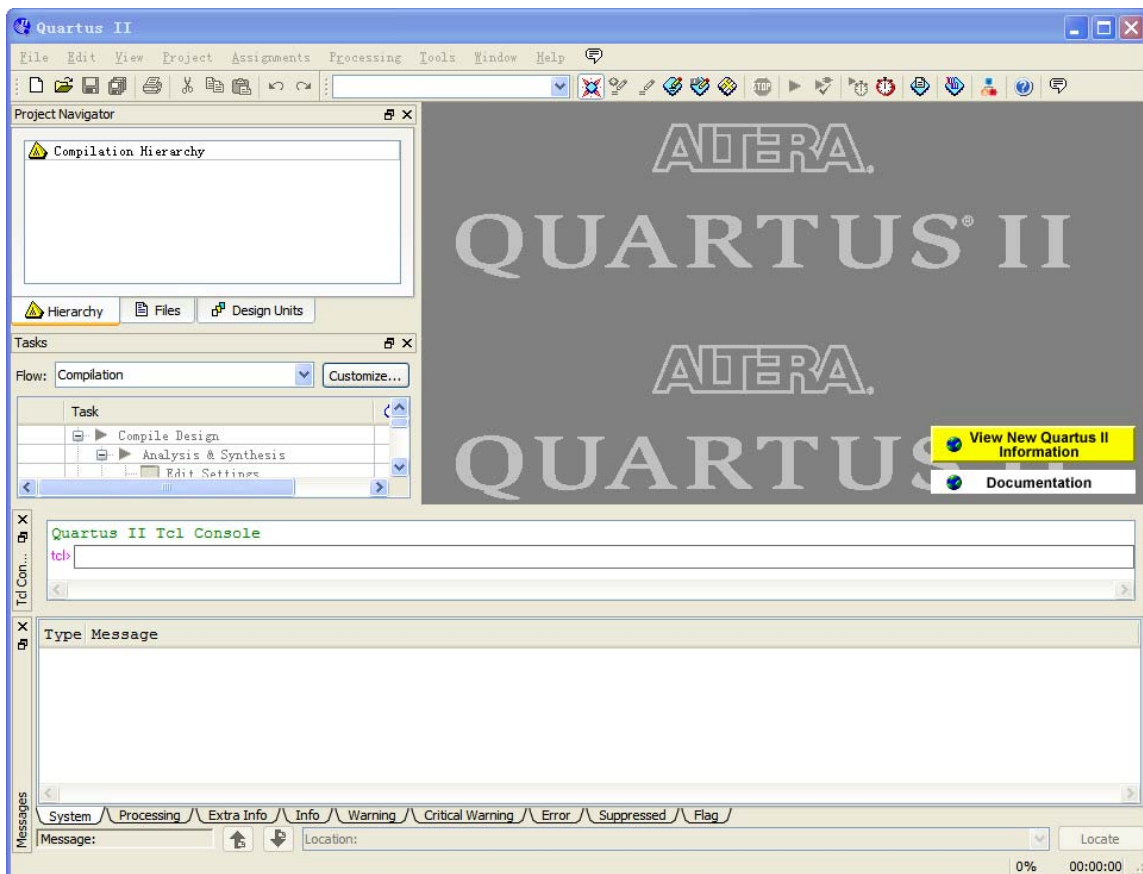 Quartus II
File Edit View Project Assignments Processing Tools Window Help
STOP
Project Navigator
Compilation Hierarchy
Hierarchy Files Design Units
Tasks
Flow: Compilation Customize...
Task
Compile Design
Analysis & Synthesis
Edit Settings
ALTERA®
QUARTUS® II
ALTERA®
QUARTUS II
View New Quartus II
Information
Documentation
Tcl Con...
Quartus II Tcl Console
tcl>
Messages
Type Message
System Processing Extra Info Info Warning Critical Warning Error Suppressed Flag
Message: Location: Locate
0% 00:00:00